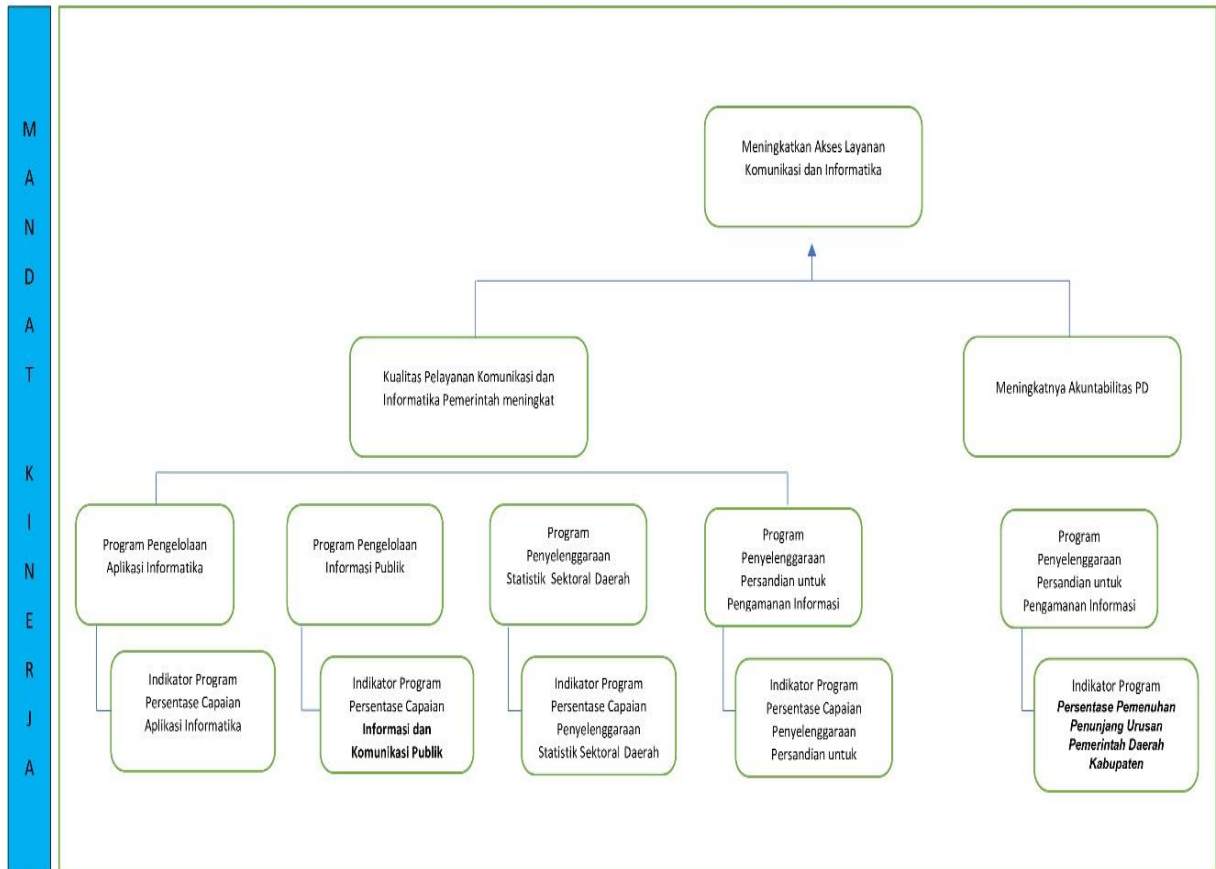 MANDAT KINERJA
Meningkatkan Akses Layanan
Komunikasi dan Informatika
Kualitas Pelayanan Komunikasi dan
Informatika Pemerintah meningkat
Meningkatnya Akuntabilitas PD
Program Pengelolaan
Aplikasi Informatika
Program Pengelolaan
Informasi Publik
Program
Penyelenggaraan
Statistik Sektoral Daerah
Program
Penyelenggaraan
Persandian untuk
Pengamanan Informasi
Program
Penyelenggaraan
Persandian untuk
Pengamanan Informasi
Indikator Program
Persentase Capaian
Aplikasi Informatika
Indikator Program
Persentase Capaian
Informasi dan
Komunikasi Publik
Indikator Program
Persentase Capaian
Penyelenggaraan
Statistik Sektoral Daerah
Indikator Program
Persentase Capaian
Penyelenggaraan
Persandian untuk
Indikator Program
Persentase Pemenuhan
Penunjang Urusan
Pemerintah Daerah
Kabupaten